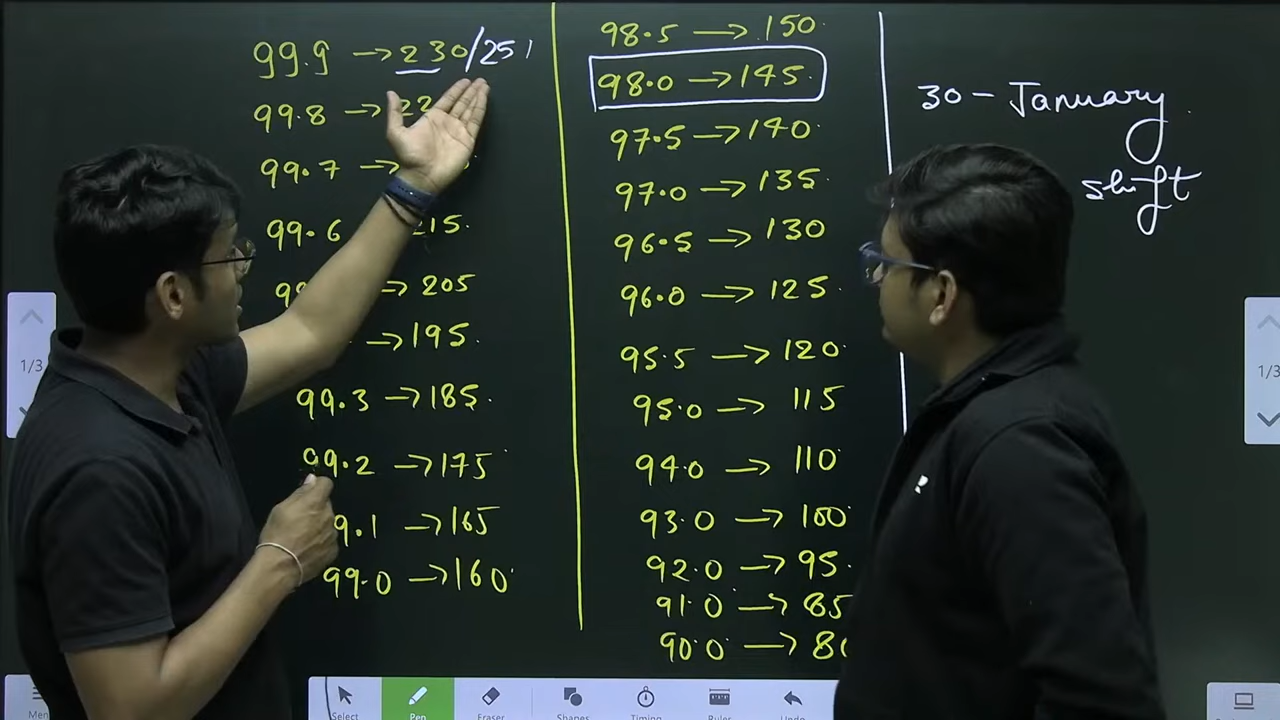 99.9 → 230/251
99.8 → 22
99.7 →
99.6 215.
99 → 205
→ 195.
99.3 → 185.
99.2 → 175
9.1 → 165
99.0 → 160.
98.5 → 150.
98.0 → 145.
97.5 → 140.
97.0 → 135.
96.5 → 130
96.0 → 125.
95.5 → 120.
95.0 → 115
94.0 → 110
93.0 → 100
92.0 → 95.
91.0 → 85
90.0 → 80
30 - January
shift
1/3
1/3
Men
Select
Pen
Eraser
Shapes
Timing
Ruler
Undo